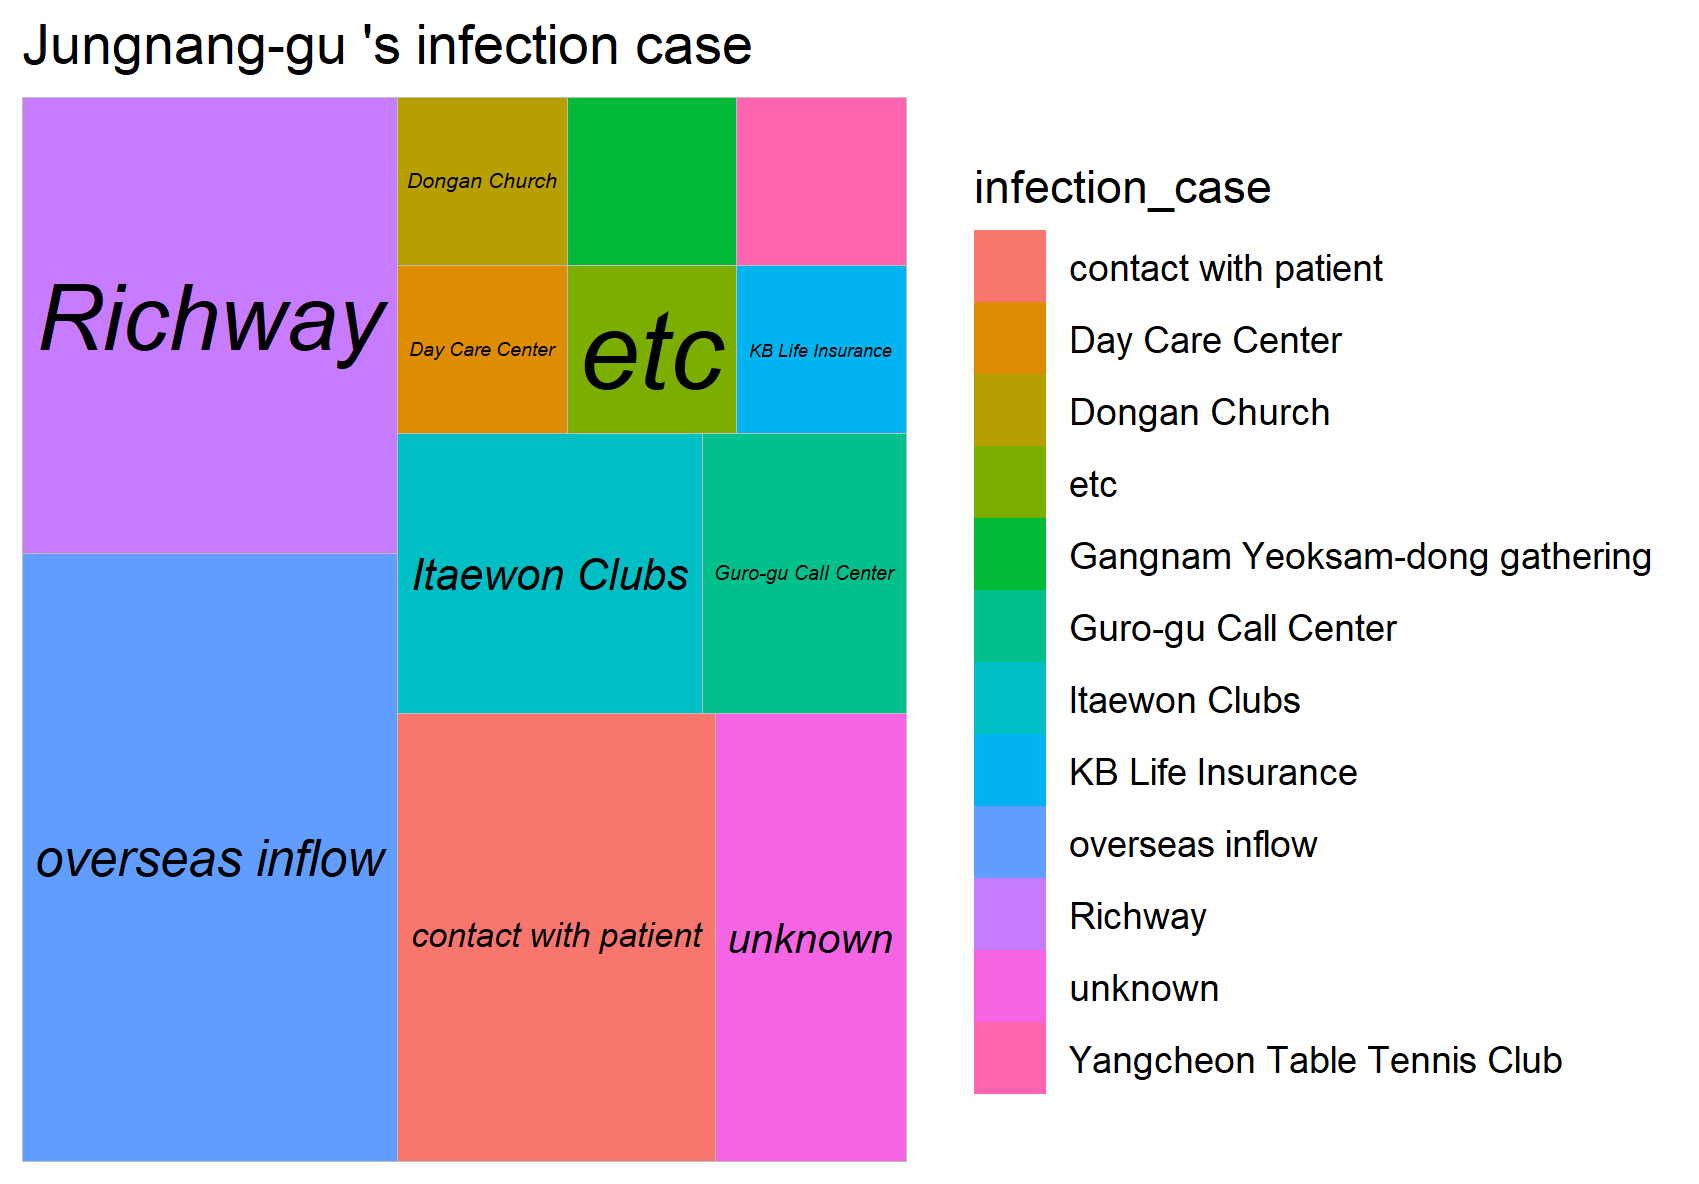 Jungnang-gu 's infection case
Richway
Dongan Church
Day Care Center
etc
KB Life Insurance
Itaewon Clubs
Guro-gu Call Center
overseas inflow
contact with patient
unknown
infection_case
contact with patient
Day Care Center
Dongan Church
etc
Gangnam Yeoksam-dong gathering
Guro-gu Call Center
Itaewon Clubs
KB Life Insurance
overseas inflow
Richway
unknown
Yangcheon Table Tennis Club